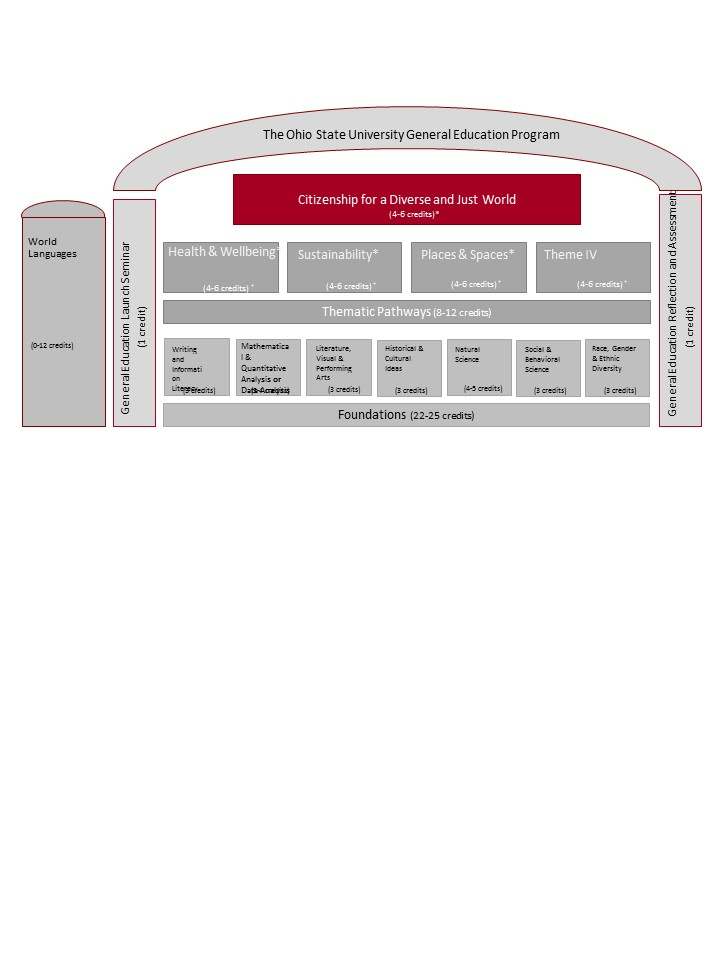 The Ohio State University General Education Program
Citizenship for a Diverse and Just World
(4-6 credits)*
World
Languages
(0-12 credits)
General Education Launch Seminar
(1 credit)
Health & Wellbeing*
(4-6 credits)*
Sustainability*
(4-6 credits)*
Places & Spaces*
(4-6 credits)*
Theme IV
(4-6 credits)*
Thematic Pathways (8-12 credits)
Writing
and
Informati
on
Literacy
(3 credits)
Mathematica
l &
Quantitative
Analysis or
Data Analysis
Literature,
Visual &
Performing
Arts
(3 credits)
Historical &
Cultural
Ideas
(3 credits)
Natural
Science
(4-5 credits)
Social &
Behavioral
Science
(3 credits)
Race, Gender
& Ethnic
Diversity
(3 credits)
Foundations (22-25 credits)
General Education Reflection and Assessment
(1 credit)